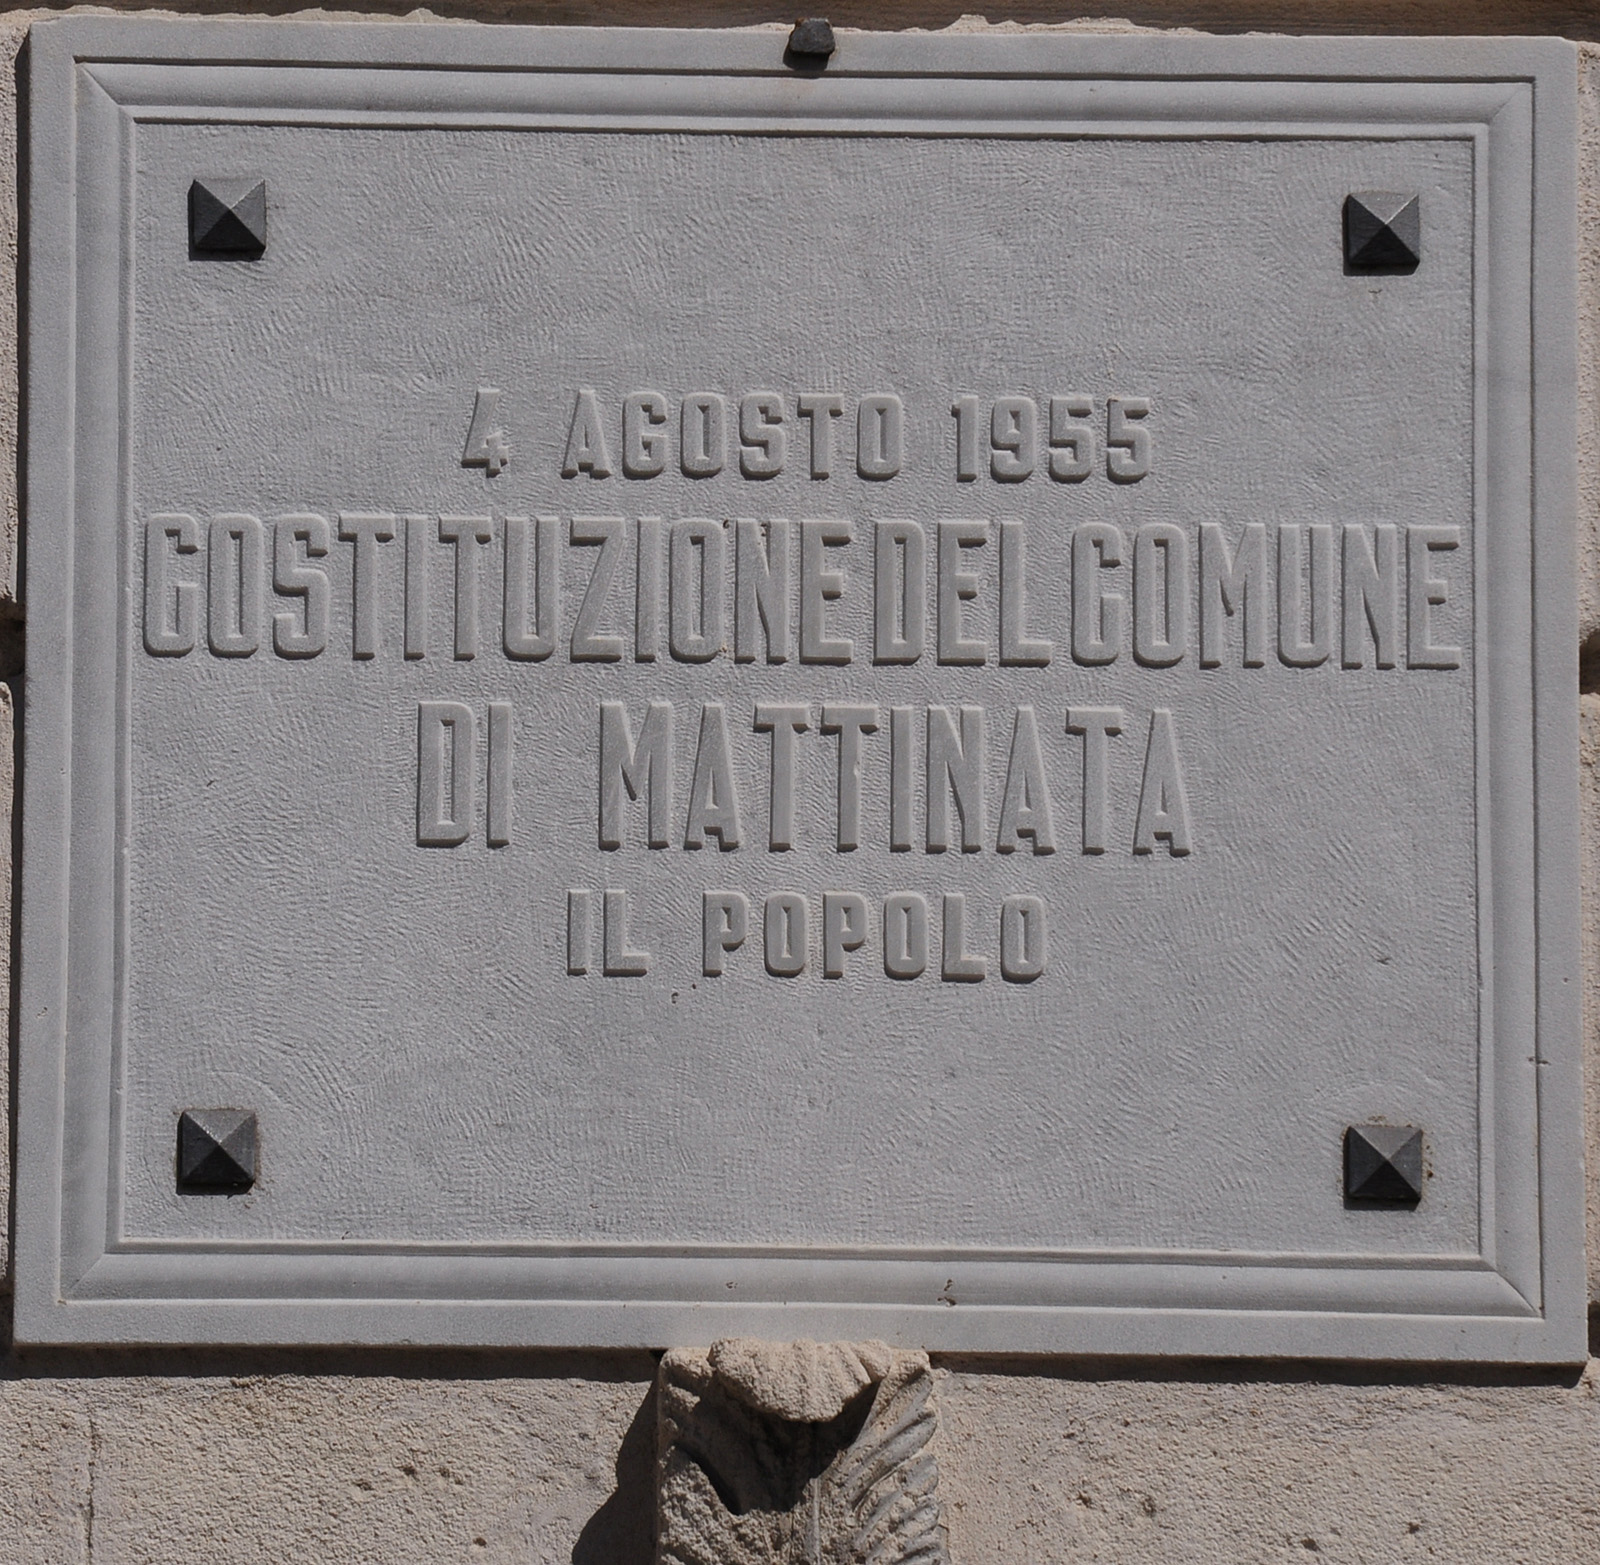 4 AGOSTO 1955
COSTITUZIONE DEL COMUNE
DI MATTINATA
IL POPOLO